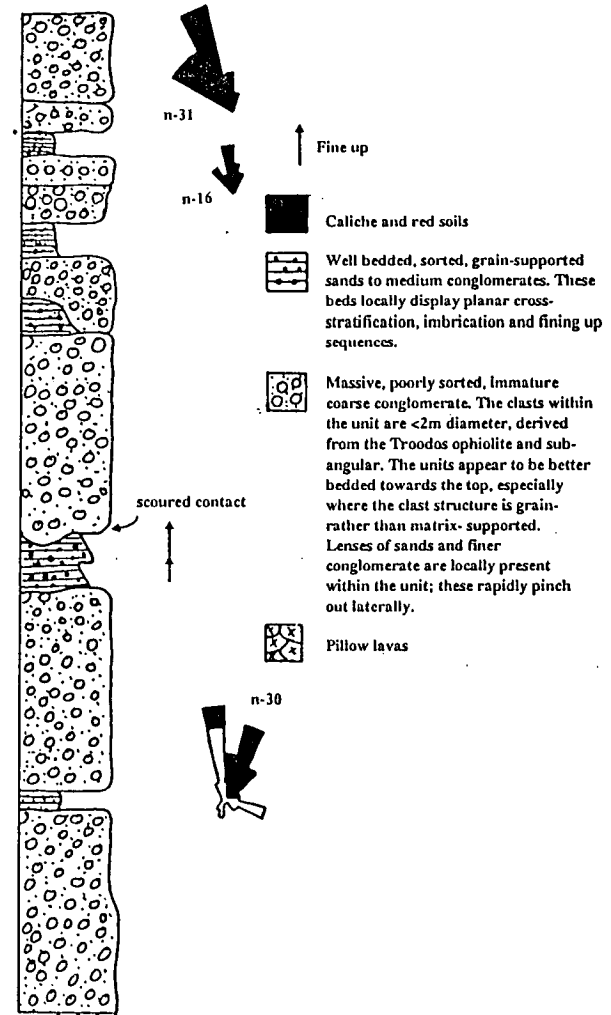 n-31
Fine up
n-16
Caliche and red soils
Well bedded, sorted, grain-supported
sands to medium conglomerates. These
beds locally display planar cross-
stratification, imbrication and fining up
sequences.
Massive, poorly sorted, immature
coarse conglomerate. The clasts within
the unit are <2m diameter, derived
from the Troodos ophiolite and sub-
angular. The units appear to be better
bedded towards the top, especially
where the clast structure is grain-
rather than matrix- supported.
Lenses of sands and finer
conglomerate are locally present
within the unit; these rapidly pinch
out laterally.
scoured contact
Pillow lavas
n-30